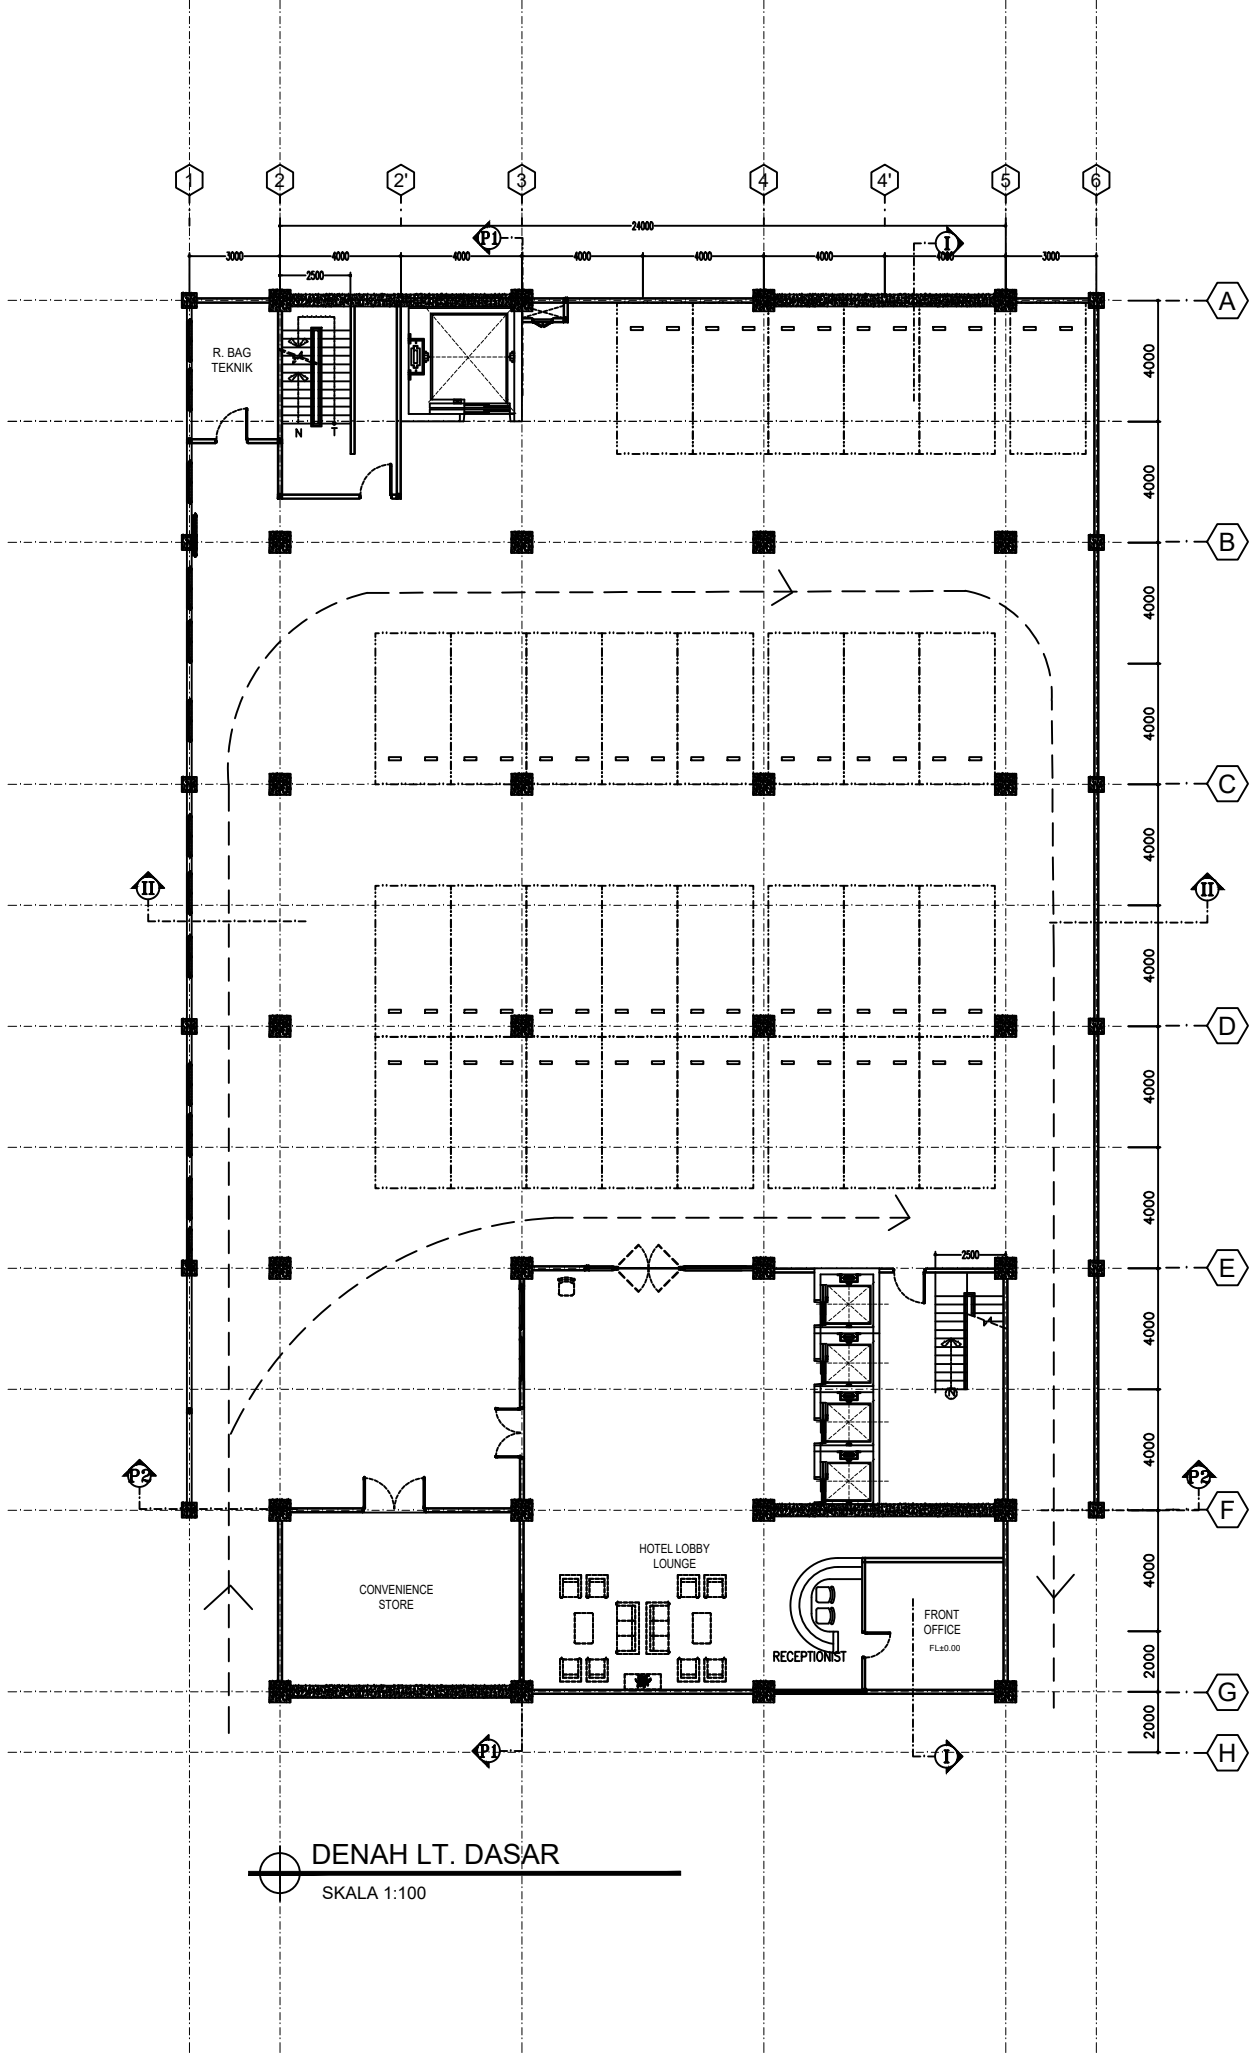 1 2 2' 3 4 4' 5 6
24000
P1 I
3000 4000 4000 4000 4000 4000 4000 3000
2500
A
R. BAG
TEKNIK
4000
N T
4000
B
4000
4000
C
4000
II II
4000
D
4000
4000
2500
E
4000
N
4000
P2 P2
F
HOTEL LOBBY
LOUNGE
4000
CONVENIENCE
STORE
FRONT
OFFICE
FL±0.00
RECEPTIONIST
2000
G
2000
P1 I
H
DENAH LT. DASAR
SKALA 1:100